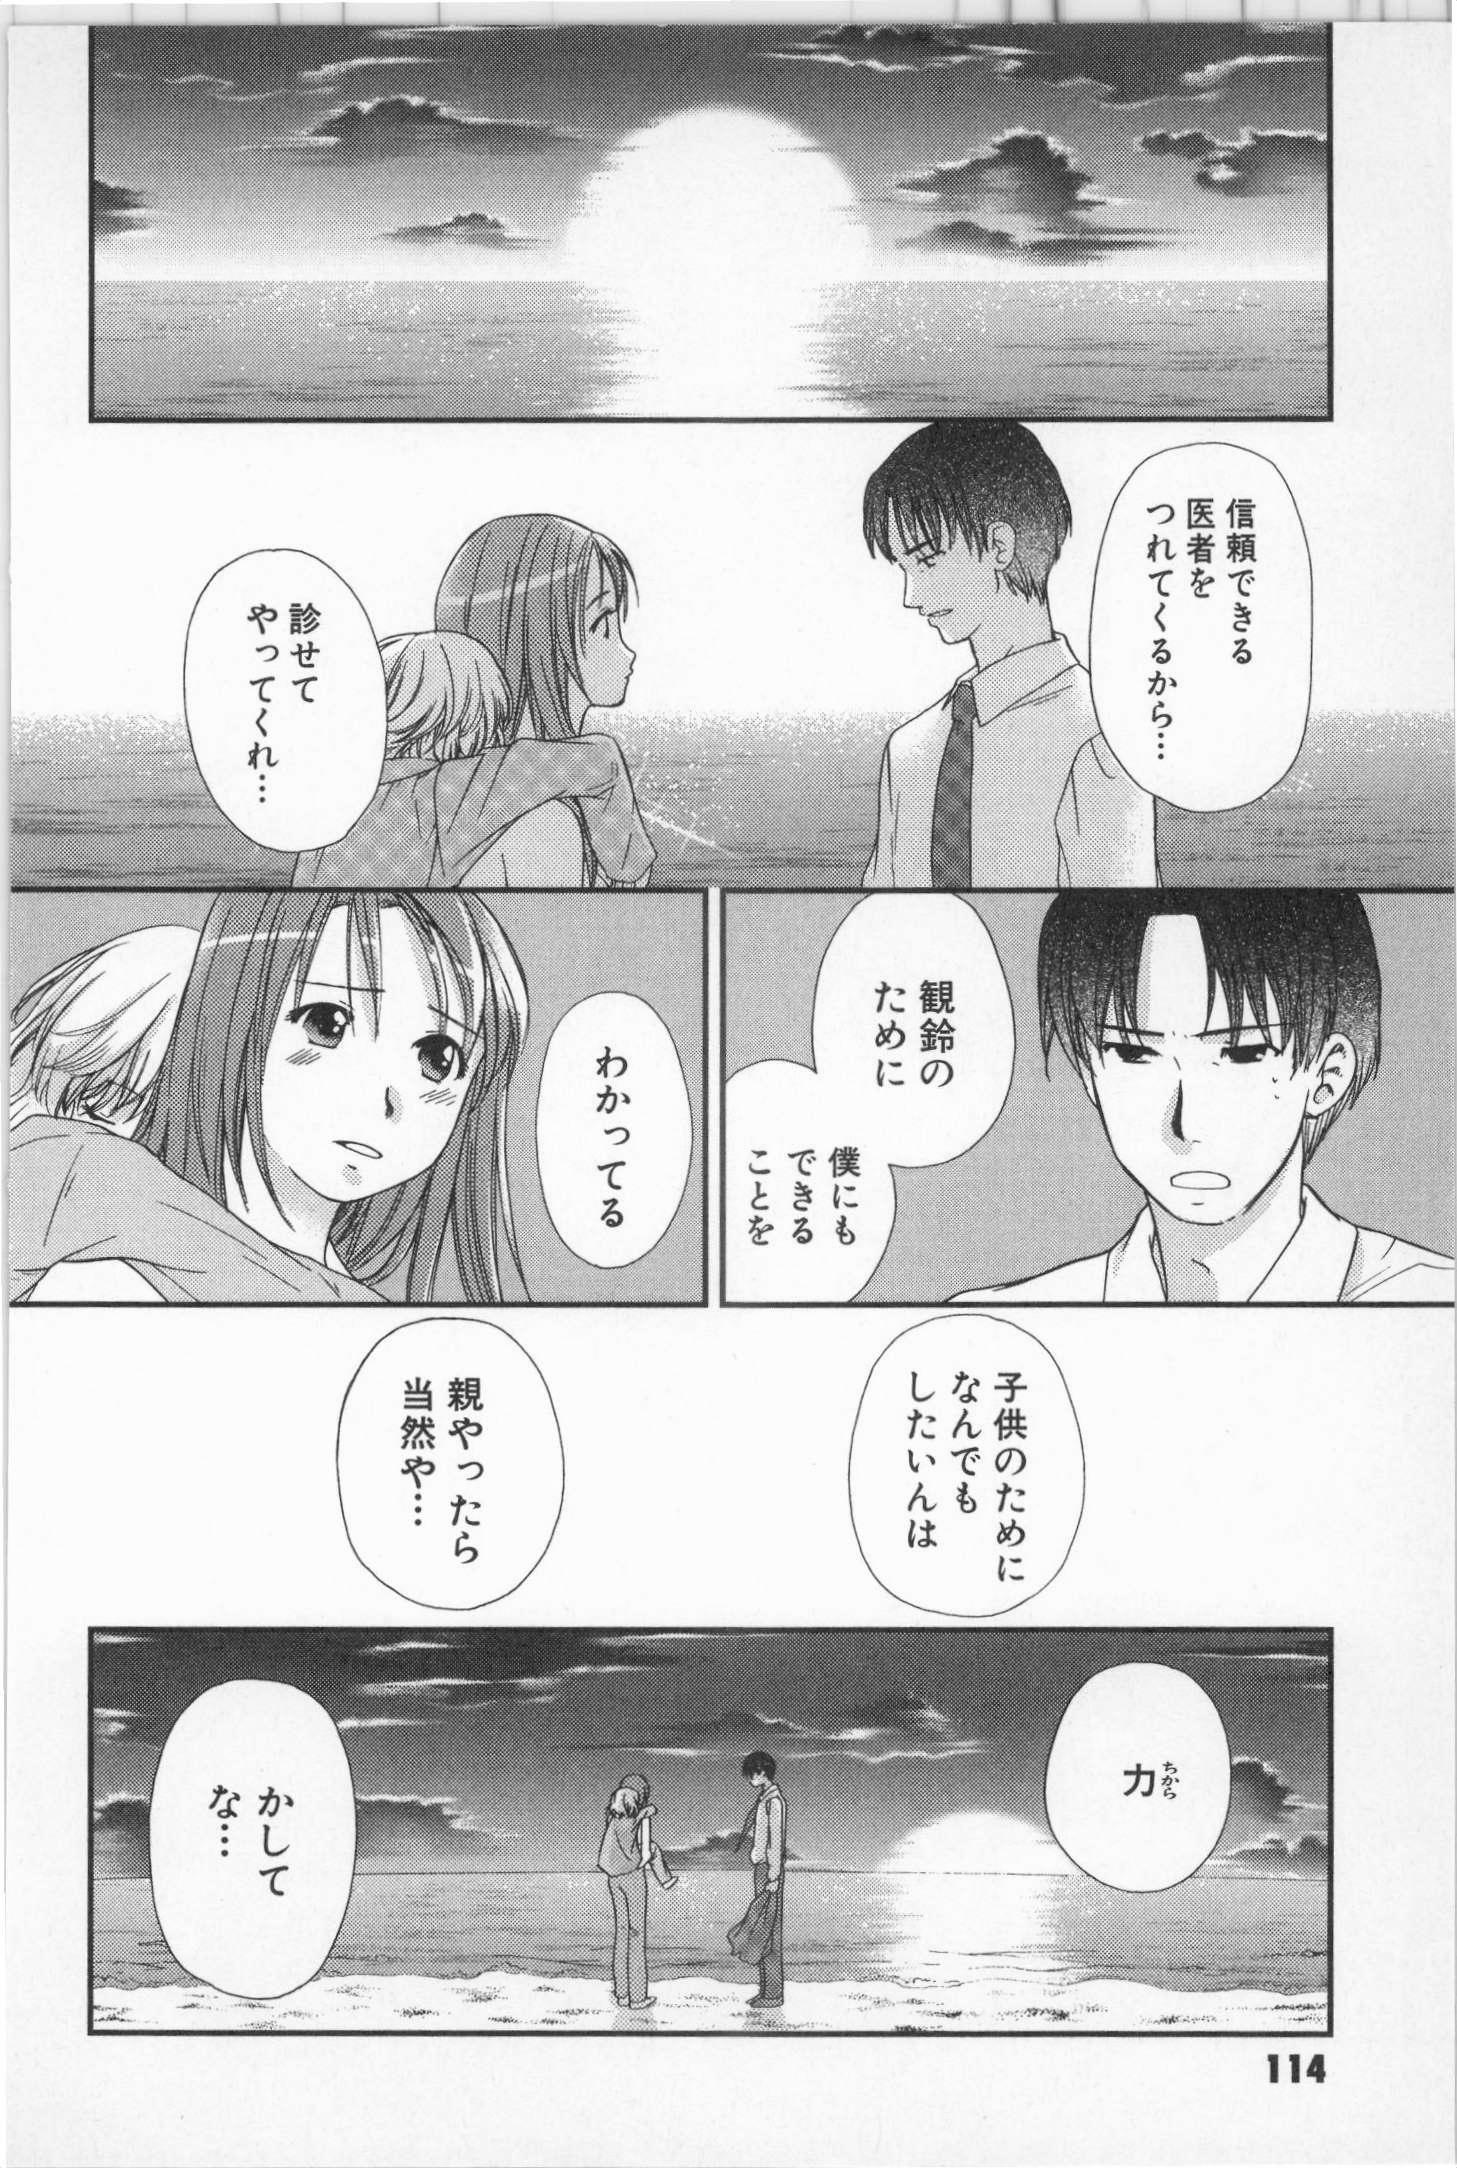 信頼できる
医者を
つれてくるから…
診せて
やってくれ…
観鈴の
ために
僕にも
できる
ことを
わかってる
子供のために
なんでも
したいんは
親やったら
当然や…
力
ちから
かして
な…
114